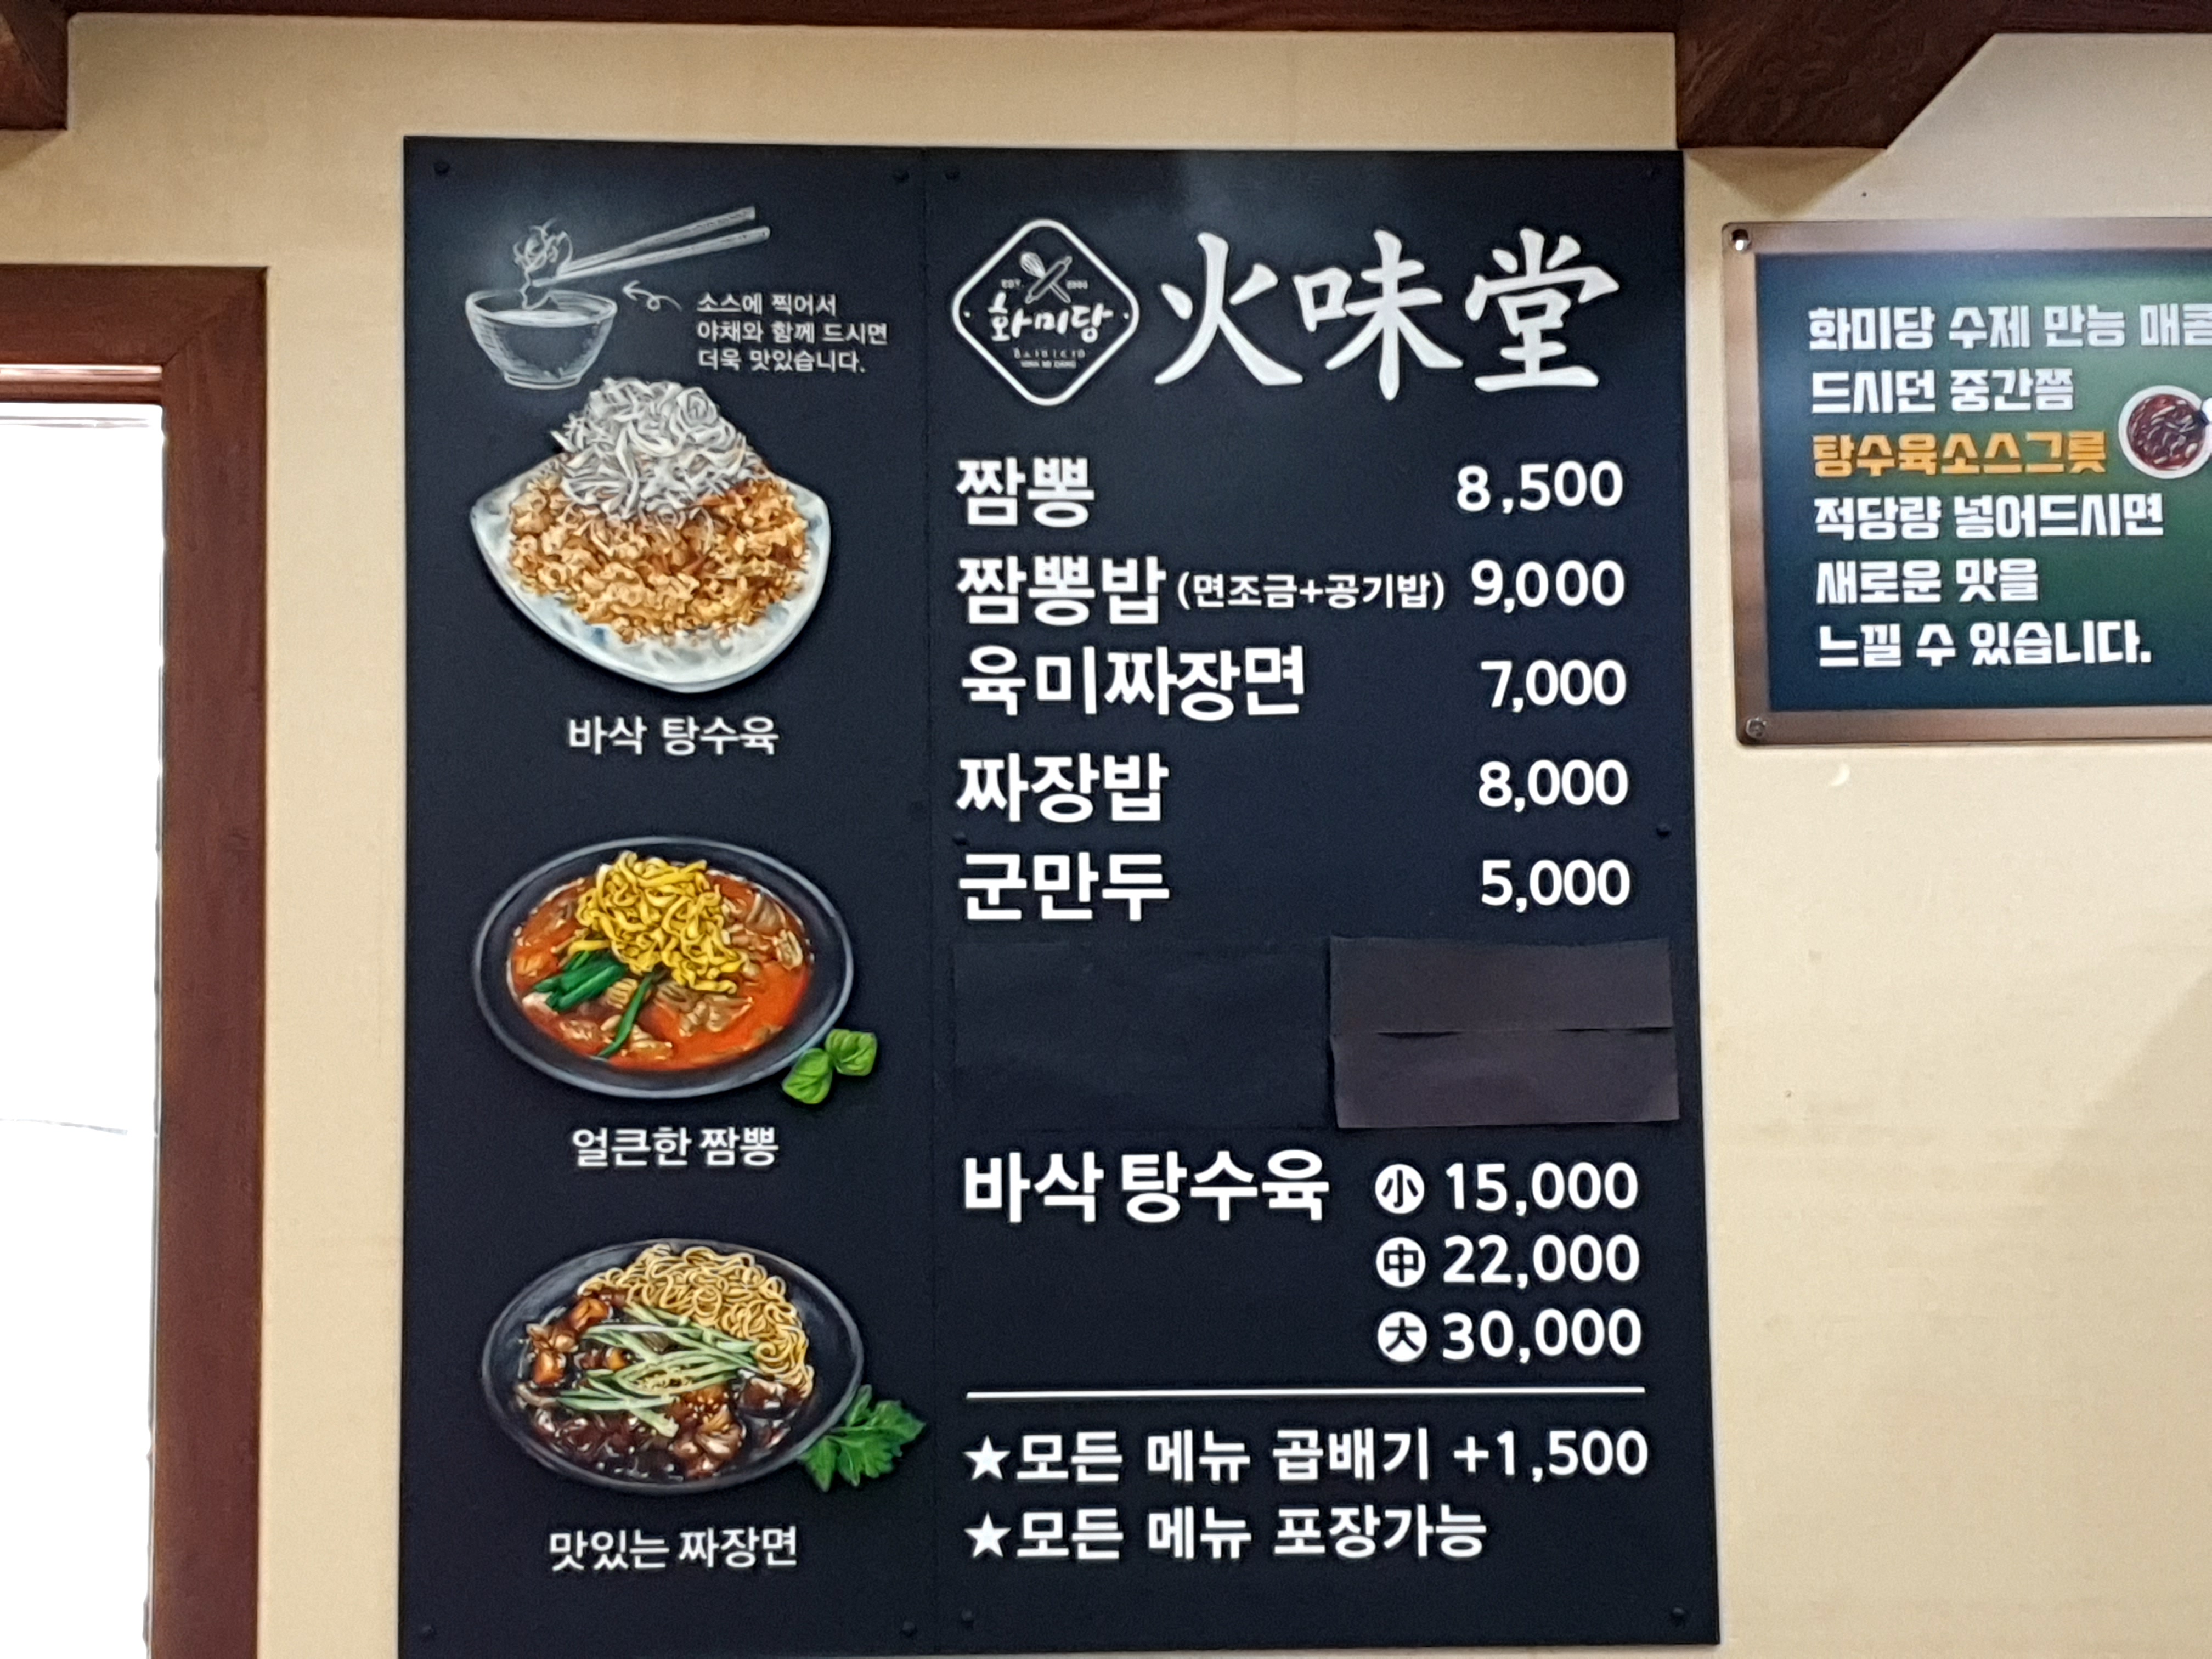 소스에 찍어서
야채와 함께 드시면
더욱 맛있습니다.
바삭 탕수육
얼큰한 짬뽕
맛있는 짜장면
화미당
火味堂
짬뽕 8,500
짬뽕밥 (면조금+공기밥) 9,000
육미짜장면 7,000
짜장밥 8,000
군만두 5,000
바삭 탕수육 小 15,000
中 22,000
大 30,000
★모든 메뉴 곱배기 +1,500
★모든 메뉴 포장가능
화미당 수제 만능 매콤
드시던 중간쯤
탕수육소스그릇
적당량 넣어드시면
새로운 맛을
느낄 수 있습니다.